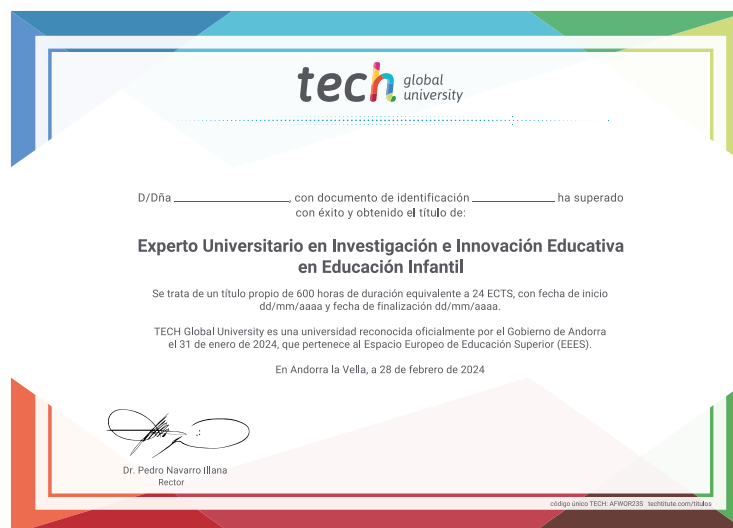 tech global
university
D/Dña ____________________, con documento de identificación ______________ ha superado
con éxito y obtenido el título de:
Experto Universitario en Investigación e Innovación Educativa
en Educación Infantil
Se trata de un título propio de 600 horas de duración equivalente a 24 ECTS, con fecha de inicio
dd/mm/aaaa y fecha de finalización dd/mm/aaaa.
TECH Global University es una universidad reconocida oficialmente por el Gobierno de Andorra
el 31 de enero de 2024, que pertenece al Espacio Europeo de Educación Superior (EEES).
En Andorra la Vella, a 28 de febrero de 2024
Dr. Pedro Navarro Illana
Rector
código único TECH: AFWOR23S techtitute.com/titulos